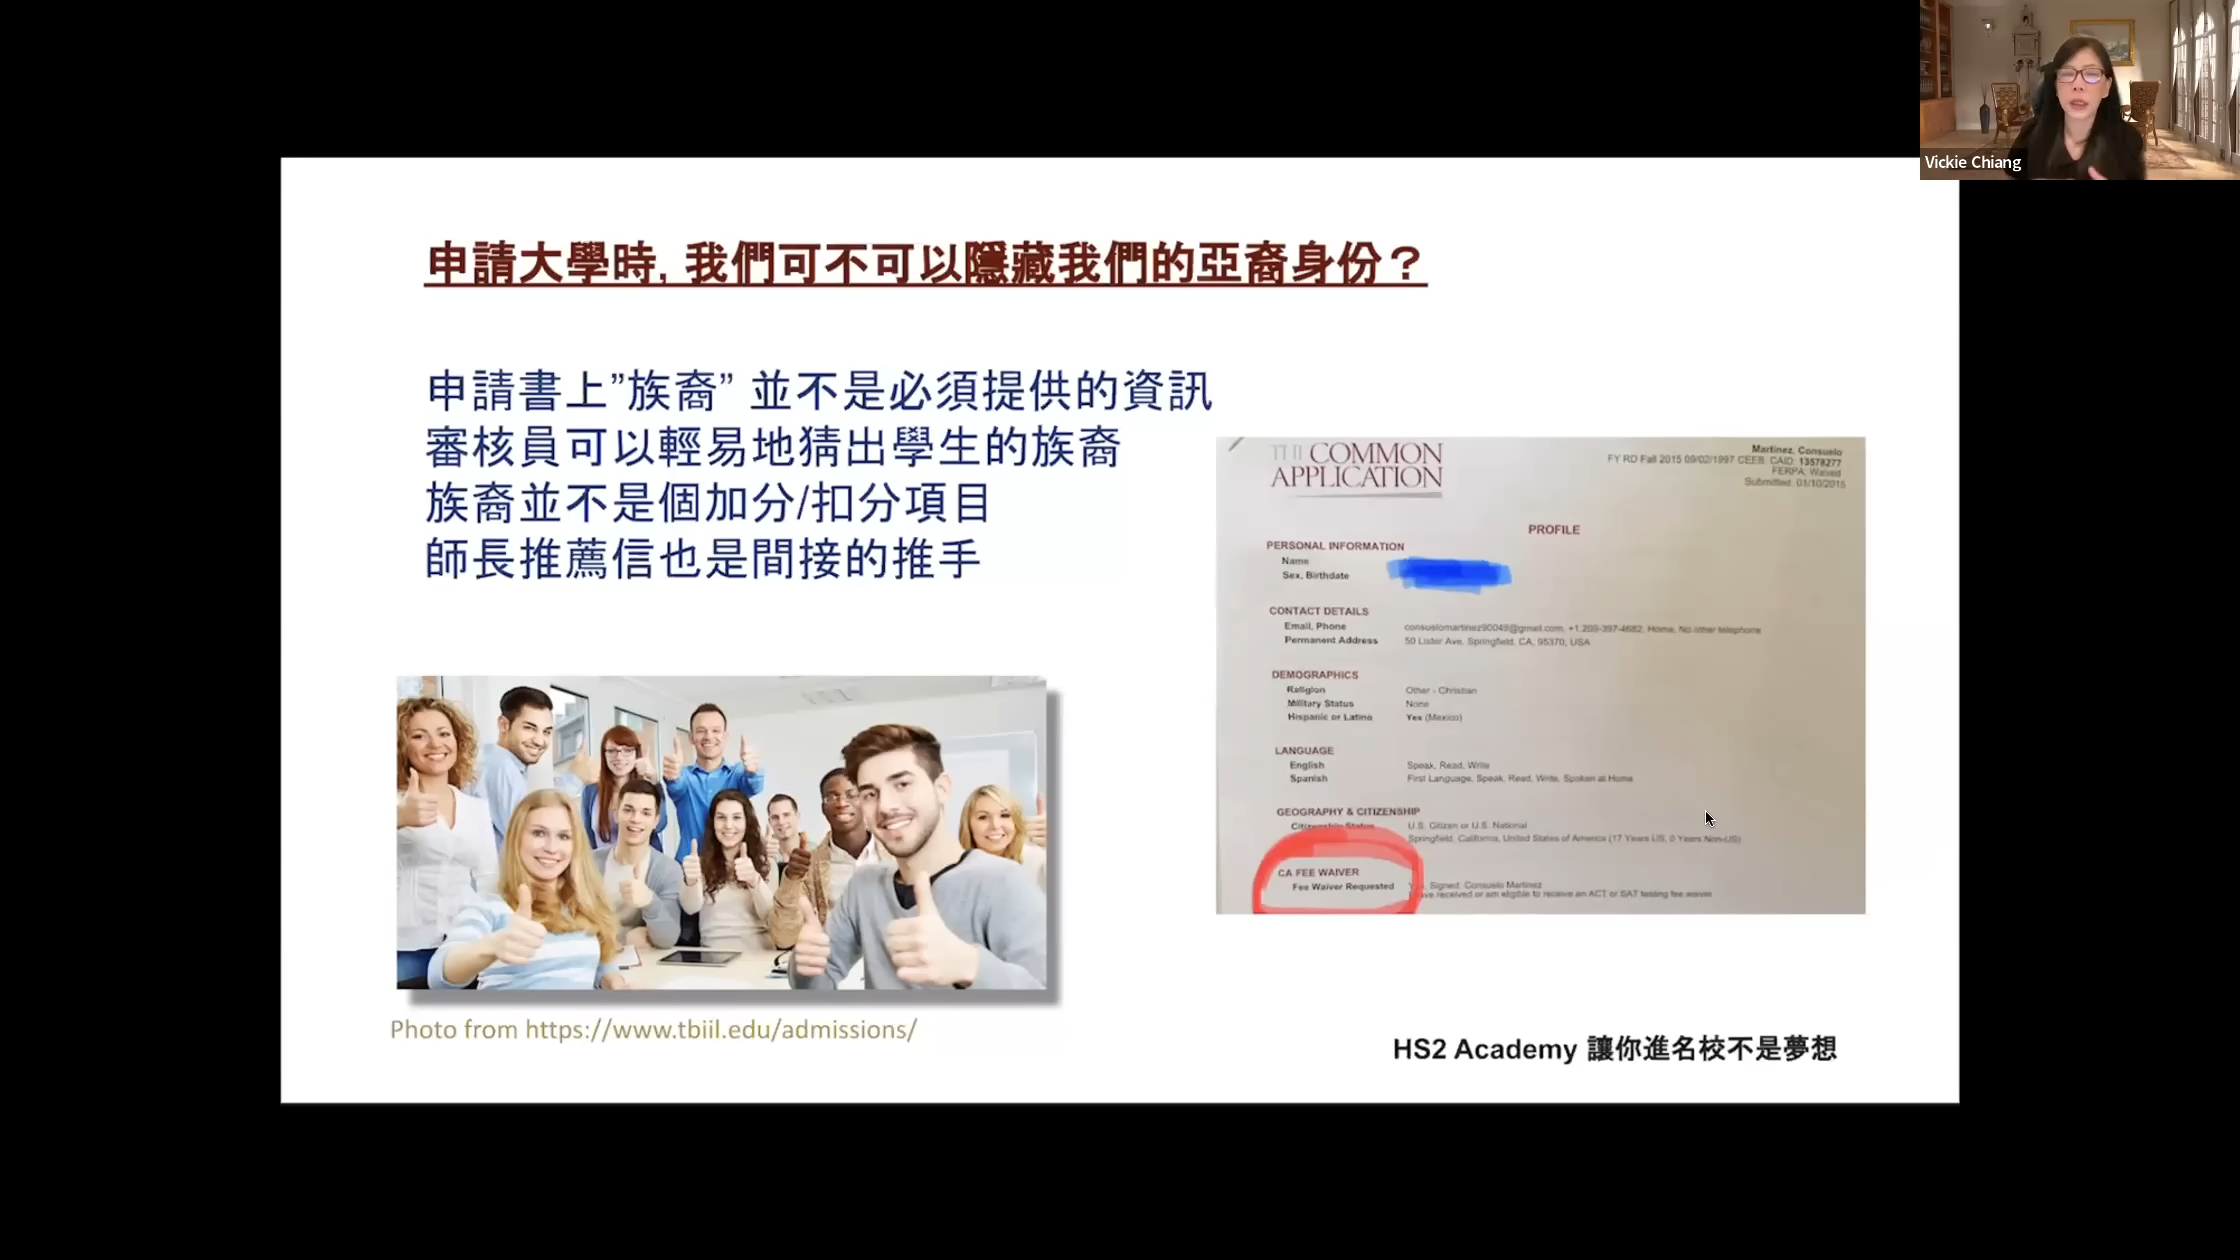 Vickie Chiang
申請大學時, 我們可不可以隱藏我們的亞裔身份？
申請書上”族裔” 並不是必須提供的資訊
審核員可以輕易地猜出學生的族裔
族裔並不是個加分/扣分項目
師長推薦信也是間接的推手
COMMON
APPLICATION
Martinez, Consuelo
FY RD Fall 2015 09/02/1997 CEEB: CAID: 13578277
FERPA: Waived
Submitted: 01/10/2015
PROFILE
PERSONAL INFORMATION
Name
Sex, Birthdate
CONTACT DETAILS
Email, Phone consuelomartinez90049@gmail.com, +1.209-397-4682, Home, No other telephone
Permanent Address 50 Lister Ave, Springfield, CA, 95370, USA
DEMOGRAPHICS
Religion Other - Christian
Military Status None
Hispanic or Latino Yes (Mexico)
LANGUAGE
English Speak, Read, Write
Spanish First Language, Speak, Read, Write, Spoken at Home
GEOGRAPHY & CITIZENSHIP
Citizenship Status U.S. Citizen or U.S. National
Springfield, California, United States of America (17 Years US, 0 Years Non-US)
CA FEE WAIVER
Fee Waiver Requested Signed: Consuelo Martinez
have received or am eligible to receive an ACT or SAT testing fee waiver
Photo from https://www.tbiil.edu/admissions/
HS2 Academy 讓你進名校不是夢想